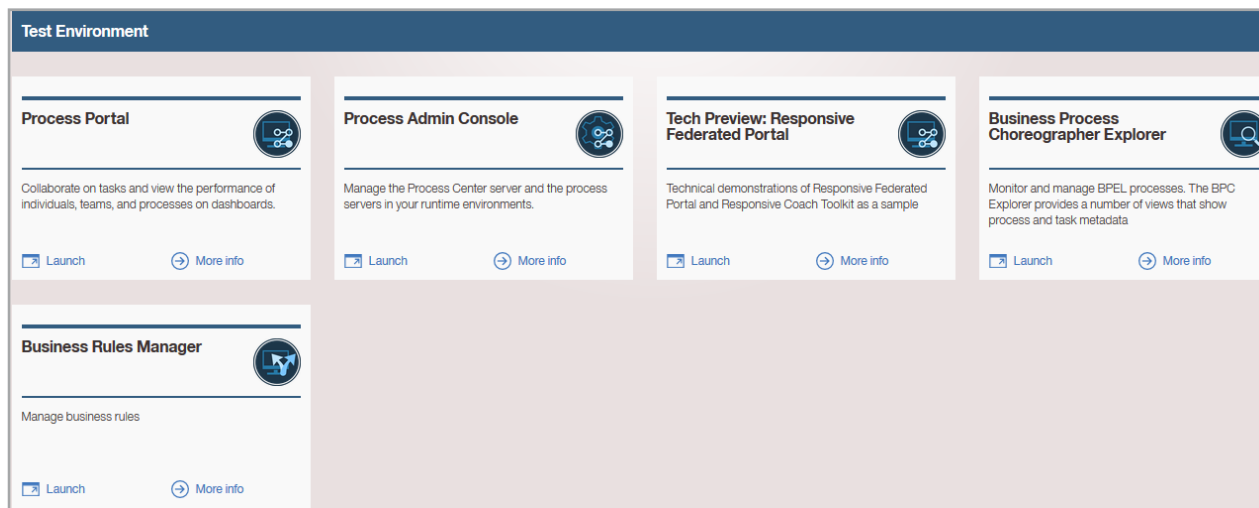 Test Environment
Process Portal
Collaborate on tasks and view the performance of
individuals, teams, and processes on dashboards.
Launch
More info
Process Admin Console
Manage the Process Center server and the process
servers in your runtime environments.
Launch
More info
Tech Preview: Responsive
Federated Portal
Technical demonstrations of Responsive Federated
Portal and Responsive Coach Toolkit as a sample
Launch
More info
Business Process
Choreographer Explorer
Monitor and manage BPEL processes. The BPC
Explorer provides a number of views that show
process and task metadata
Launch
More info
Business Rules Manager
Manage business rules
Launch
More info